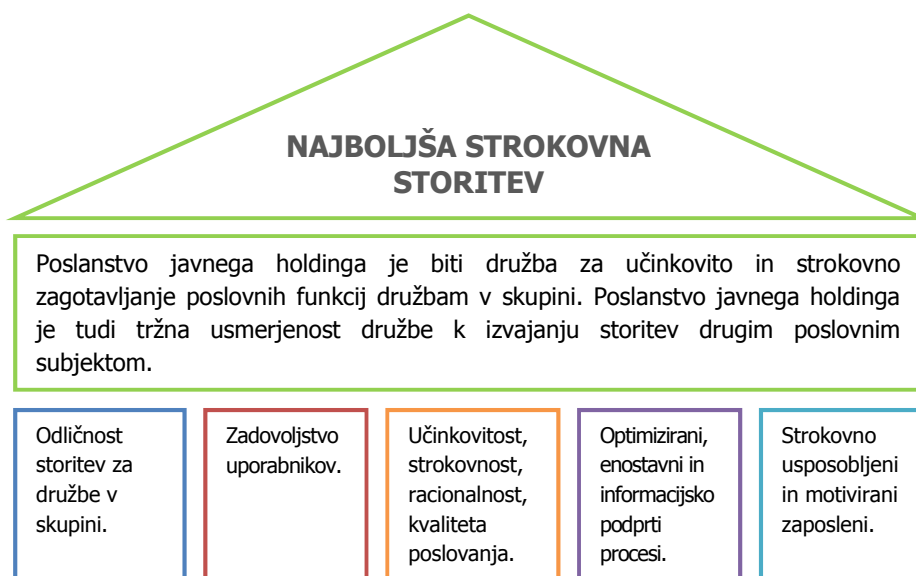 NAJBOLJŠA STROKOVNA
STORITEV
Poslanstvo javnega holdinga je biti družba za učinkovito in strokovno
zagotavljanje poslovnih funkcij družbam v skupini. Poslanstvo javnega holdinga
je tudi tržna usmerjenost družbe k izvajanju storitev drugim poslovnim
subjektom.
Odličnost
storitev za
družbe v
skupini.
Zadovoljstvo
uporabnikov.
Učinkovitost,
strokovnost,
racionalnost,
kvaliteta
poslovanja.
Optimizirani,
enostavni in
informacijsko
podprti
procesi.
Strokovno
usposobljeni
in motivirani
zaposleni.